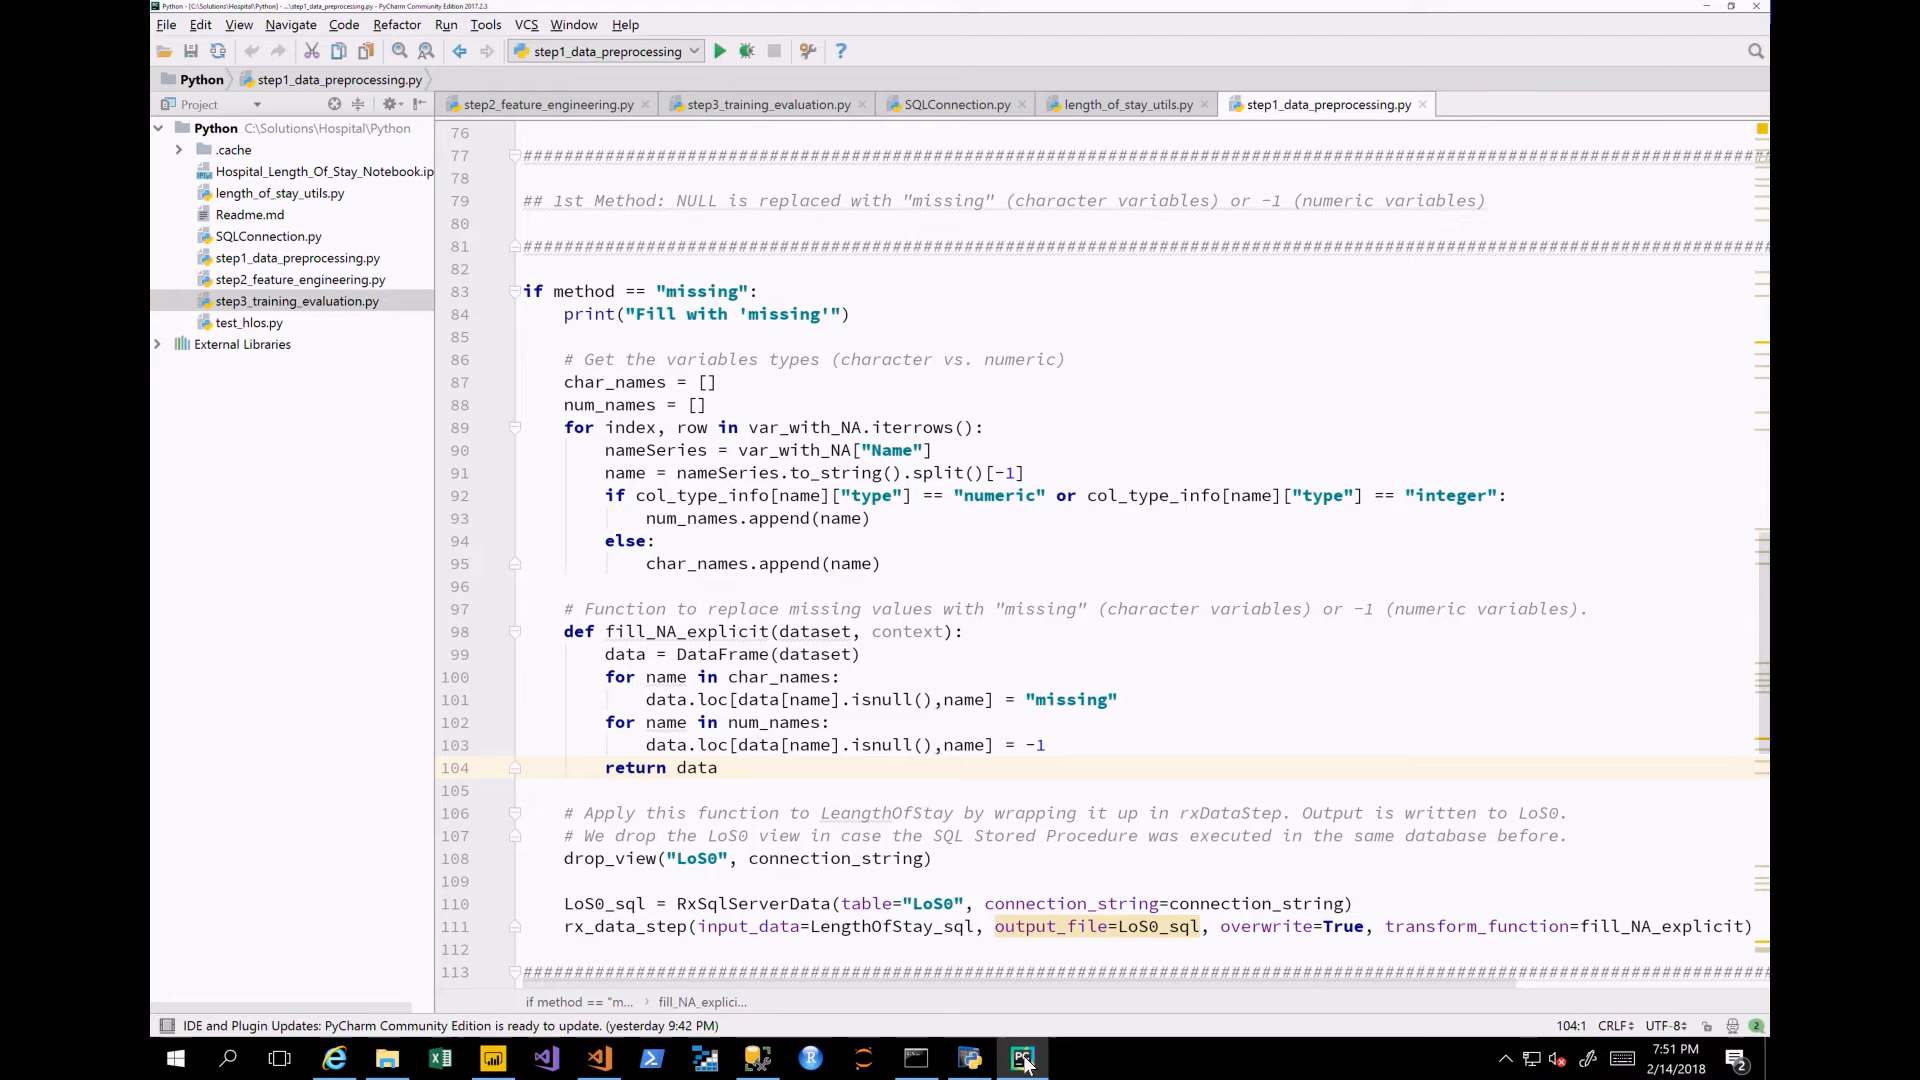 Python - [C:\Solutions\Hospital\Python] - ...\step1_data_preprocessing.py - PyCharm Community Edition 2017.2.3
File Edit View Navigate Code Refactor Run Tools VCS Window Help
step1_data_preprocessing
Python step1_data_preprocessing.py
Project
step2_feature_engineering.py step3_training_evaluation.py SQLConnection.py length_of_stay_utils.py step1_data_preprocessing.py
Python C:\Solutions\Hospital\Python
.cache
Hospital_Length_Of_Stay_Notebook.ip
length_of_stay_utils.py
Readme.md
SQLConnection.py
step1_data_preprocessing.py
step2_feature_engineering.py
step3_training_evaluation.py
test_hlos.py
External Libraries
76
77
78
79 ## 1st Method: NULL is replaced with "missing" (character variables) or -1 (numeric variables)
80
81
82
83 if method == "missing":
84 print("Fill with 'missing'")
85
86 # Get the variables types (character vs. numeric)
87 char_names = []
88 num_names = []
89 for index, row in var_with_NA.iterrows():
90 nameSeries = var_with_NA["Name"]
91 name = nameSeries.to_string().split()[-1]
92 if col_type_info[name]["type"] == "numeric" or col_type_info[name]["type"] == "integer":
93 num_names.append(name)
94 else:
95 char_names.append(name)
96
97 # Function to replace missing values with "missing" (character variables) or -1 (numeric variables).
98 def fill_NA_explicit(dataset, context):
99 data = DataFrame(dataset)
100 for name in char_names:
101 data.loc[data[name].isnull(),name] = "missing"
102 for name in num_names:
103 data.loc[data[name].isnull(),name] = -1
104 return data
105
106 # Apply this function to LeangthOfStay by wrapping it up in rxDataStep. Output is written to LoS0.
107 # We drop the LoS0 view in case the SQL Stored Procedure was executed in the same database before.
108 drop_view("LoS0", connection_string)
109
110 LoS0_sql = RxSqlServerData(table="LoS0", connection_string=connection_string)
111 rx_data_step(input_data=LengthOfStay_sql, output_file=LoS0_sql, overwrite=True, transform_function=fill_NA_explicit)
112
113
if method == "m... › fill_NA_explici...
IDE and Plugin Updates: PyCharm Community Edition is ready to update. (yesterday 9:42 PM) 104:1 CRLF UTF-8 2
7:51 PM
2/14/2018
2